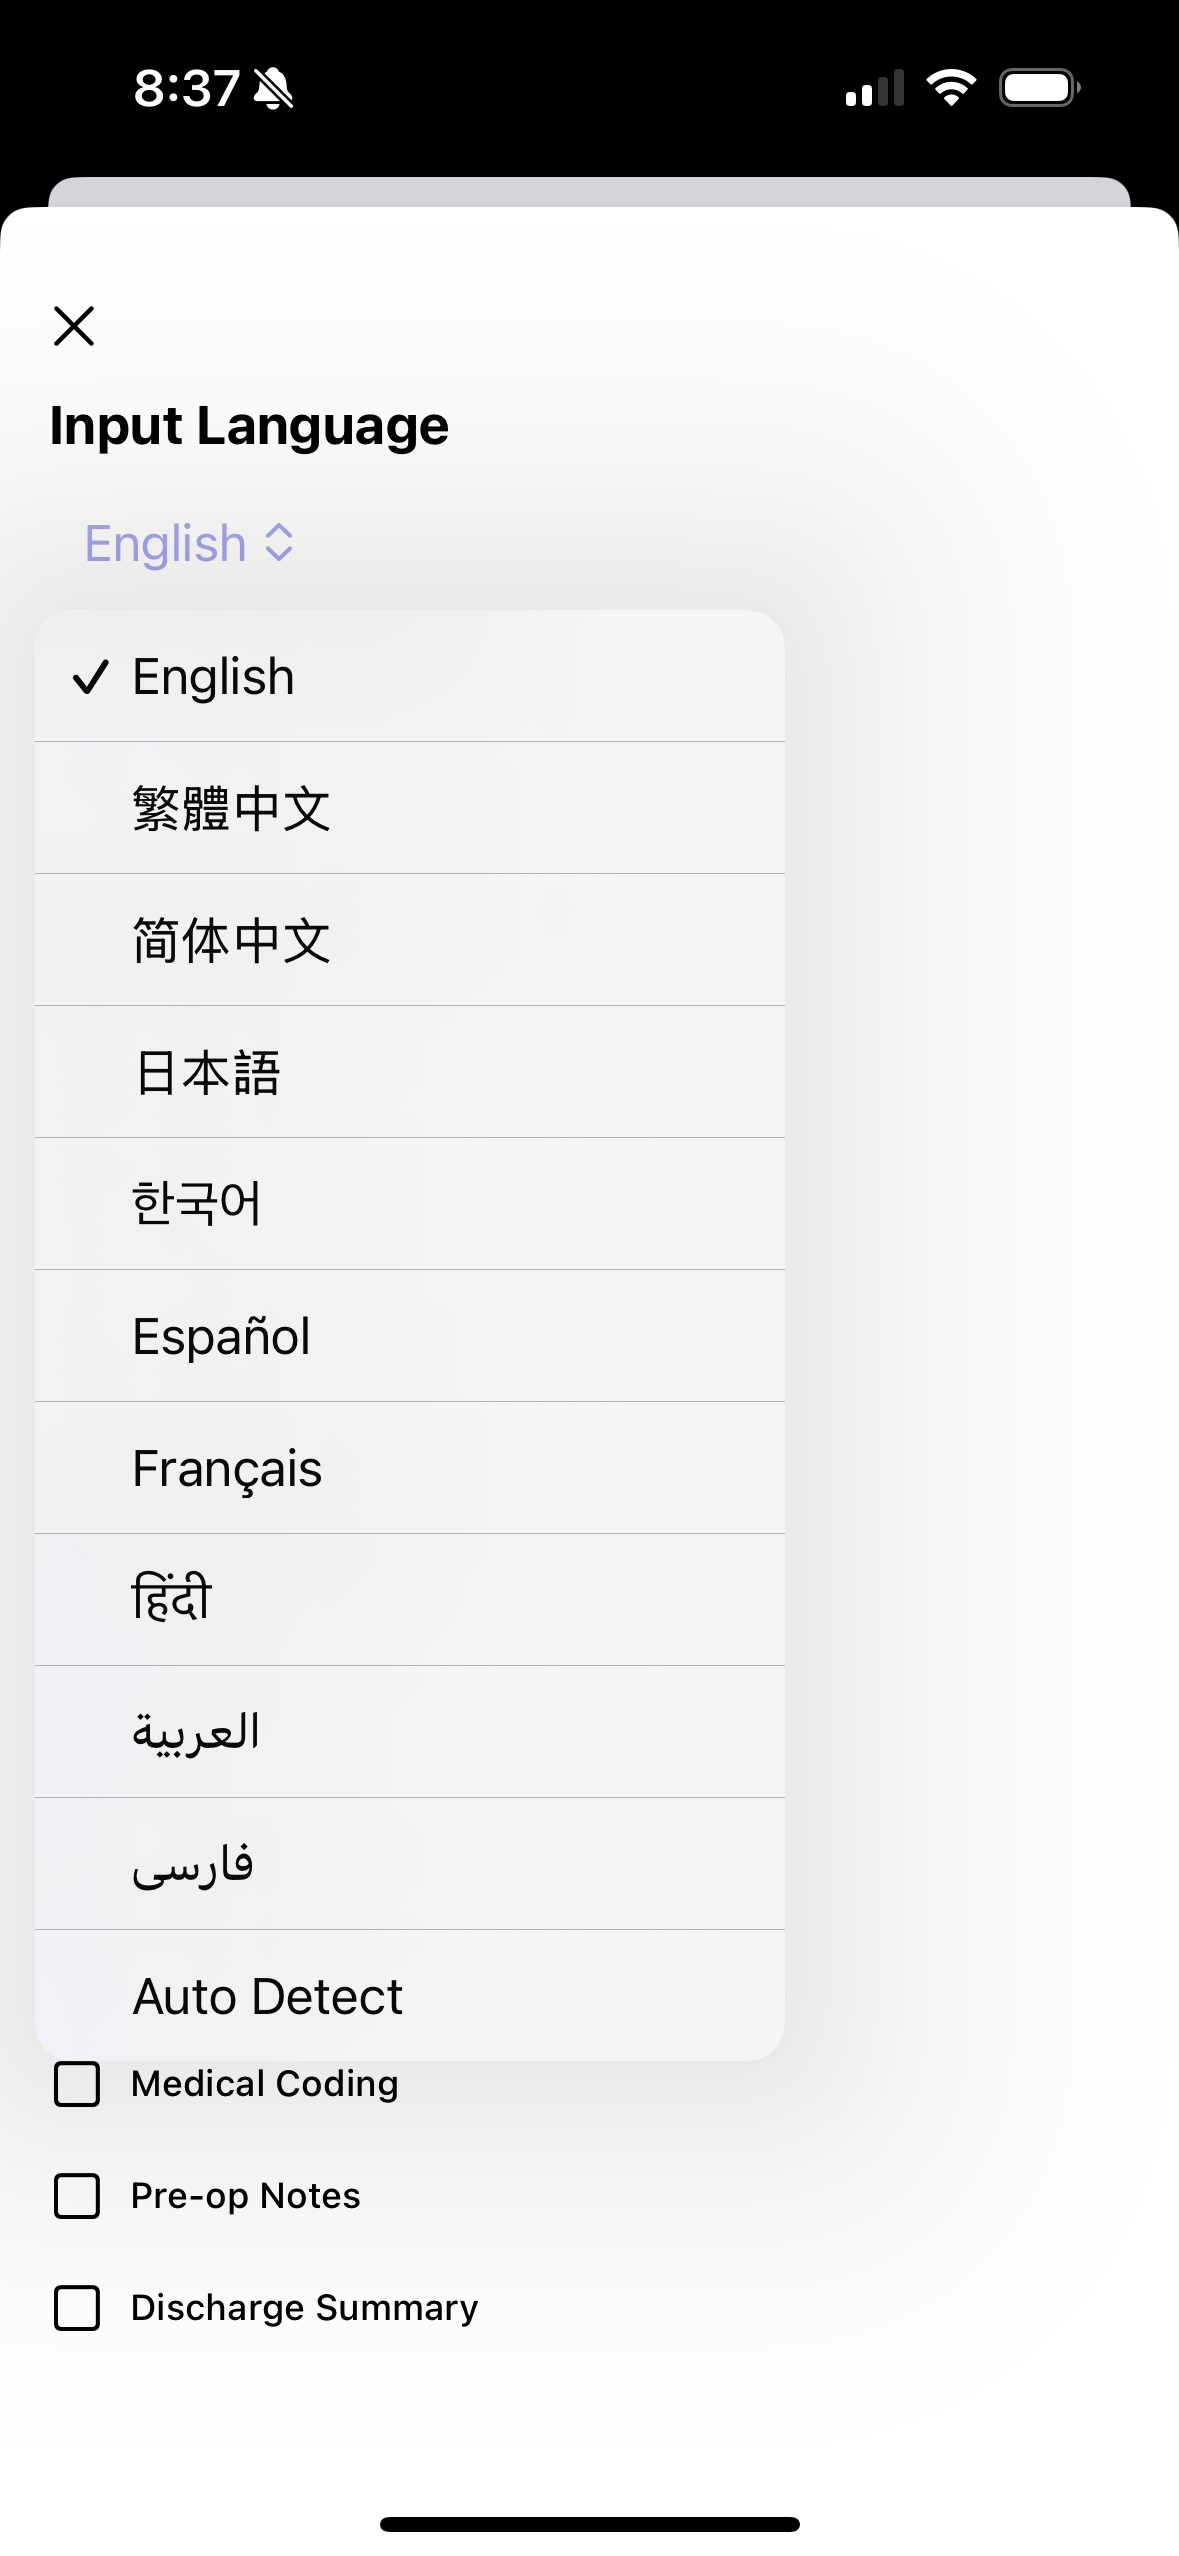 8:37
Input Language
English
English
繁體中文
简体中文
日本語
한국어
Español
Français
हिंदी
العربية
فارسی
Auto Detect
Medical Coding
Pre-op Notes
Discharge Summary